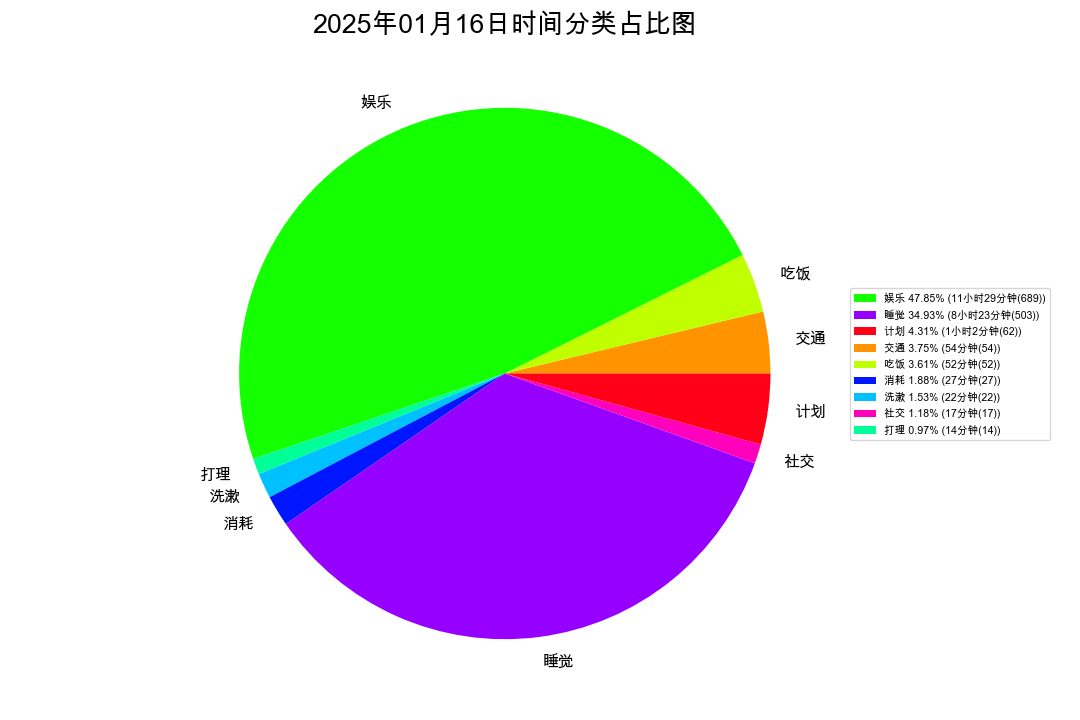 2025年01月16日时间分类占比图
娱乐
吃饭
交通
计划
社交
打理
洗漱
消耗
睡觉
娱乐 47.85% (11小时29分钟(689))
睡觉 34.93% (8小时23分钟(503))
计划 4.31% (1小时2分钟(62))
交通 3.75% (54分钟(54))
吃饭 3.61% (52分钟(52))
消耗 1.88% (27分钟(27))
洗漱 1.53% (22分钟(22))
社交 1.18% (17分钟(17))
打理 0.97% (14分钟(14))